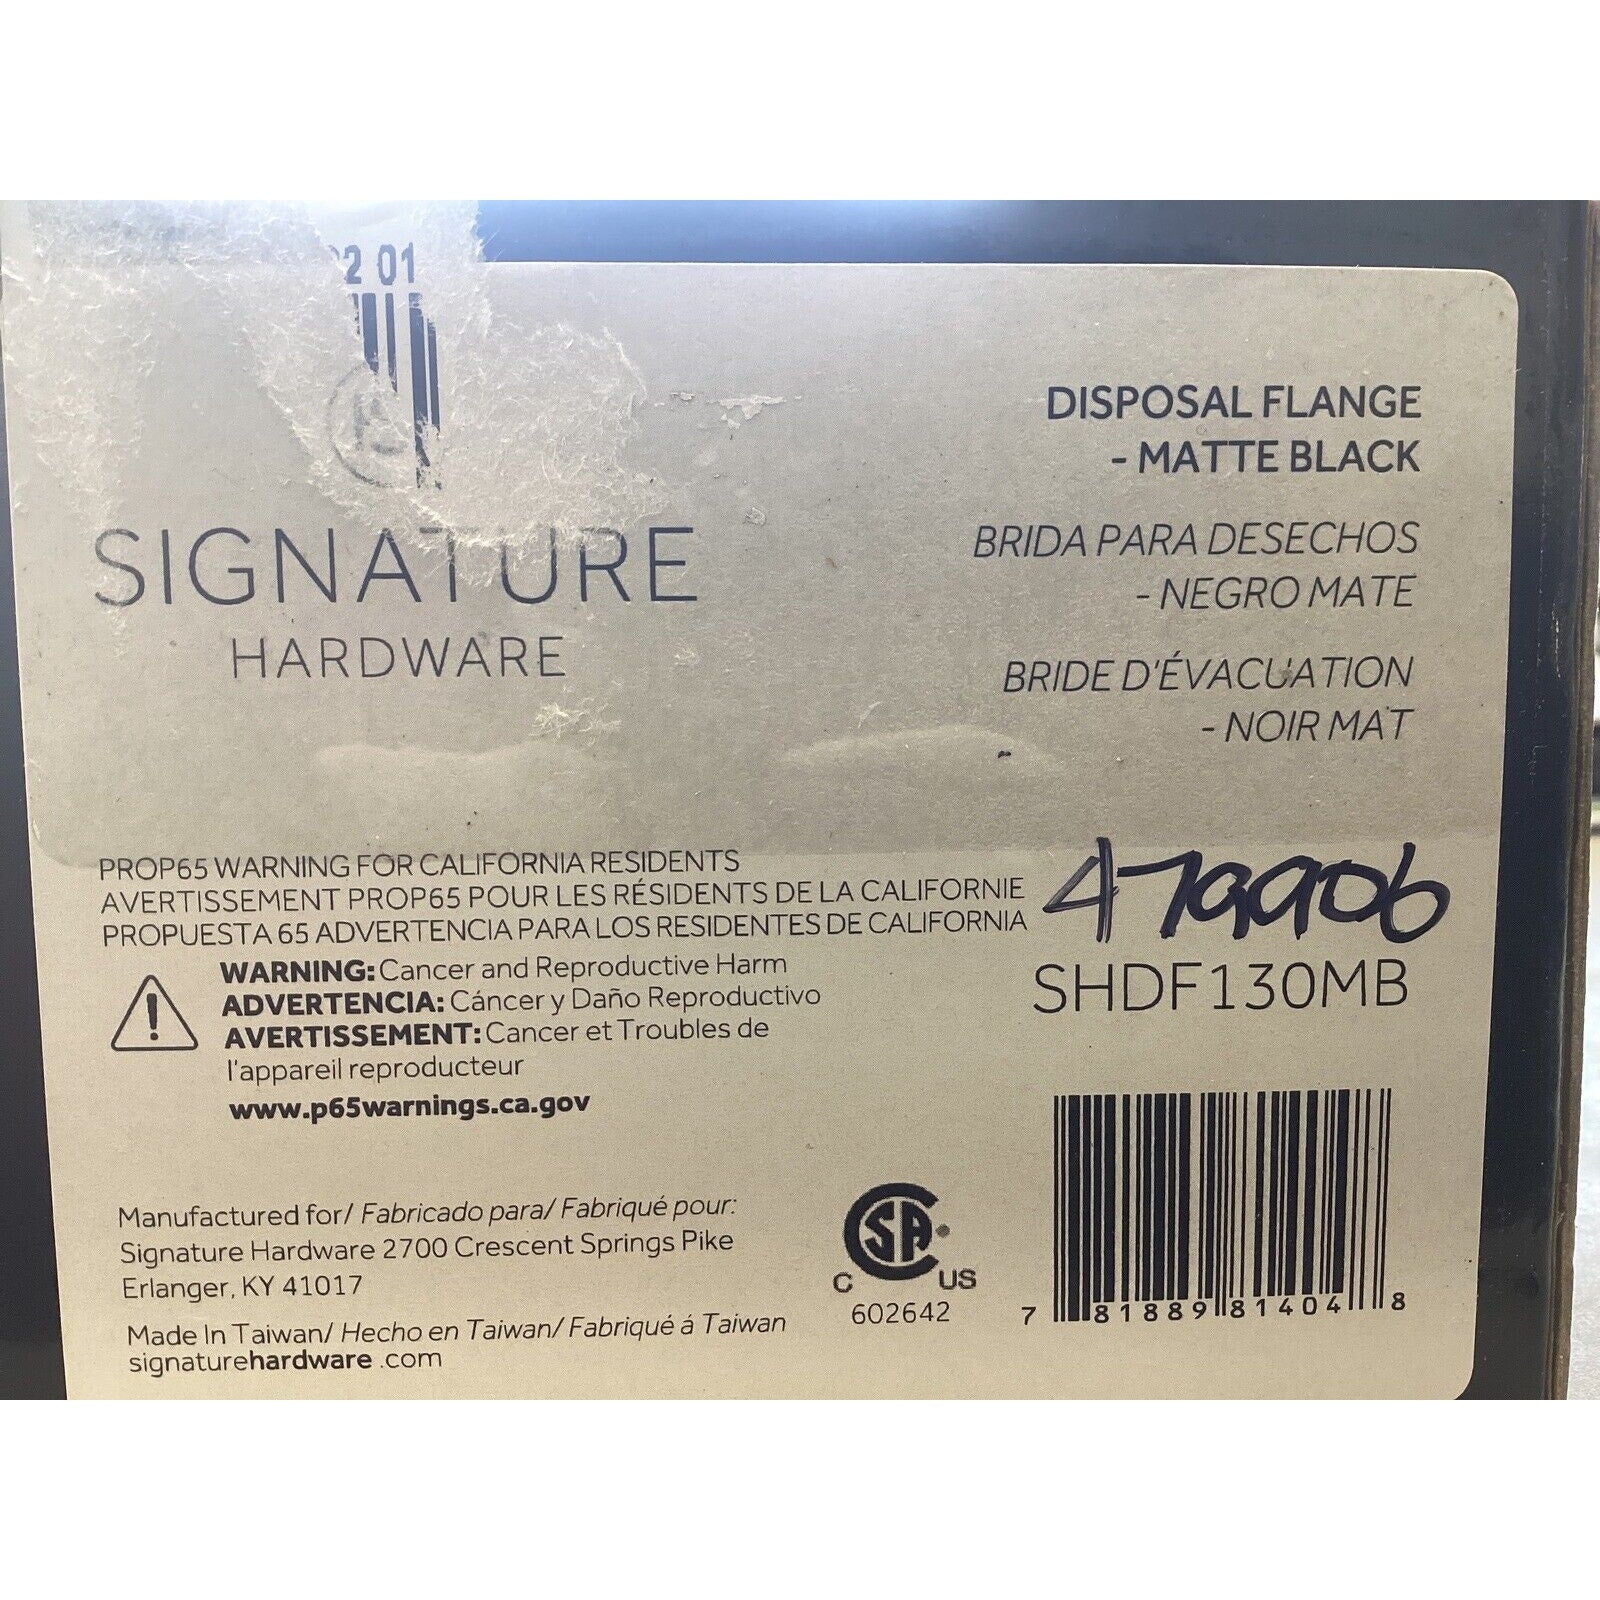 2 01
SIGNATURE
HARDWARE
DISPOSAL FLANGE
- MATTE BLACK
BRIDA PARA DESECHOS
- NEGRO MATE
BRIDE D'ÉVACUATION
- NOIR MAT
PROP65 WARNING FOR CALIFORNIA RESIDENTS
AVERTISSEMENT PROP65 POUR LES RÉSIDENTS DE LA CALIFORNIE
PROPUESTA 65 ADVERTENCIA PARA LOS RESIDENTES DE CALIFORNIA
WARNING: Cancer and Reproductive Harm
ADVERTENCIA: Cáncer y Daño Reproductivo
AVERTISSEMENT: Cancer et Troubles de
l'appareil reproducteur
www.p65warnings.ca.gov
479906
SHDF130MB
Manufactured for/ Fabricado para/ Fabriqué pour:
Signature Hardware 2700 Crescent Springs Pike
Erlanger, KY 41017
Made In Taiwan/ Hecho en Taiwan/ Fabriqué á Taiwan
signaturehardware .com
SA
C US
602642
7 81889 81404 8